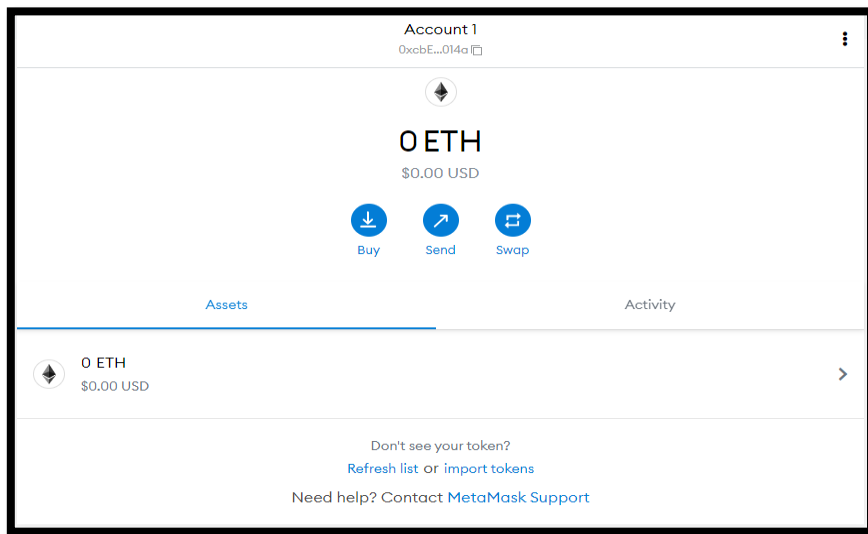 Account 1
0xcbE...014a
0 ETH
$0.00 USD
Buy Send Swap
Assets Activity
0 ETH
$0.00 USD
Don't see your token?
Refresh list or import tokens
Need help? Contact MetaMask Support